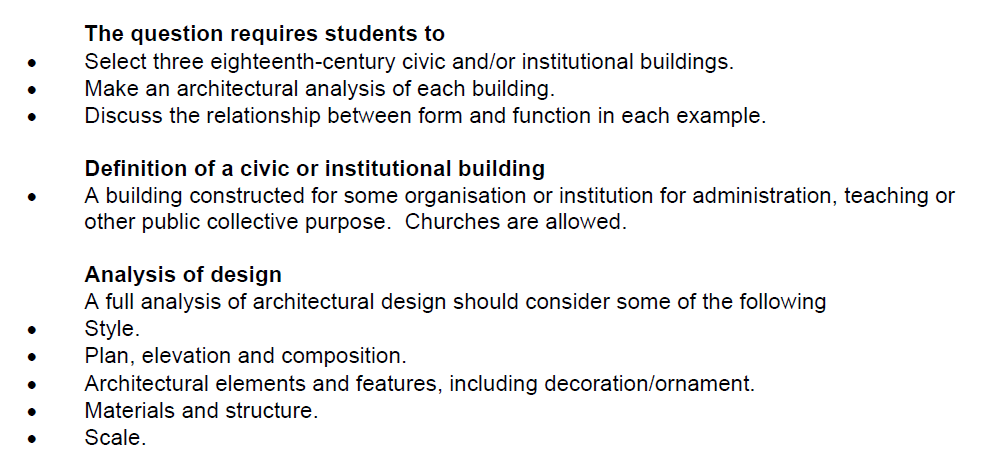 The question requires students to
• Select three eighteenth-century civic and/or institutional buildings.
• Make an architectural analysis of each building.
• Discuss the relationship between form and function in each example.
Definition of a civic or institutional building
• A building constructed for some organisation or institution for administration, teaching or
other public collective purpose.  Churches are allowed.
Analysis of design
A full analysis of architectural design should consider some of the following
• Style.
• Plan, elevation and composition.
• Architectural elements and features, including decoration/ornament.
• Materials and structure.
• Scale.